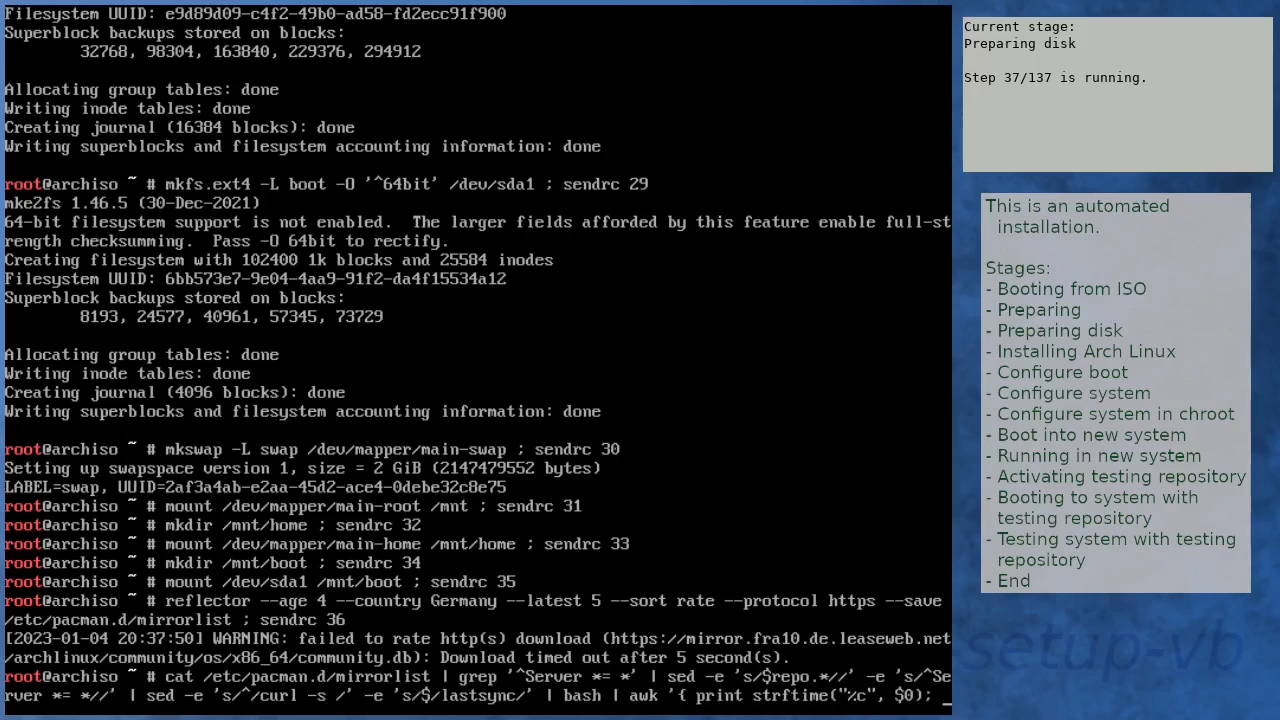 Filesystem UUID: e9d89d09-c4f2-49b0-ad58-fd2ecc91f900
Superblock backups stored on blocks:
        32768, 98304, 163840, 229376, 294912

Allocating group tables: done
Writing inode tables: done
Creating journal (16384 blocks): done
Writing superblocks and filesystem accounting information: done

root@archiso ~ # mkfs.ext4 -L boot -O '^64bit' /dev/sda1 ; sendrc 29
mke2fs 1.46.5 (30-Dec-2021)
64-bit filesystem support is not enabled.  The larger fields afforded by this feature enable full-st
rength checksumming.  Pass -O 64bit to rectify.
Creating filesystem with 102400 1k blocks and 25584 inodes
Filesystem UUID: 6bb573e7-9e04-4aa9-91f2-da4f15534a12
Superblock backups stored on blocks:
        8193, 24577, 40961, 57345, 73729

Allocating group tables: done
Writing inode tables: done
Creating journal (4096 blocks): done
Writing superblocks and filesystem accounting information: done

root@archiso ~ # mkswap -L swap /dev/mapper/main-swap ; sendrc 30
Setting up swapspace version 1, size = 2 GiB (2147479552 bytes)
LABEL=swap, UUID=2af3a4ab-e2aa-45d2-ace4-0debe32c8e75
root@archiso ~ # mount /dev/mapper/main-root /mnt ; sendrc 31
root@archiso ~ # mkdir /mnt/home ; sendrc 32
root@archiso ~ # mount /dev/mapper/main-home /mnt/home ; sendrc 33
root@archiso ~ # mkdir /mnt/boot ; sendrc 34
root@archiso ~ # mount /dev/sda1 /mnt/boot ; sendrc 35
root@archiso ~ # reflector --age 4 --country Germany --latest 5 --sort rate --protocol https --save
/etc/pacman.d/mirrorlist ; sendrc 36
[2023-01-04 20:37:50] WARNING: failed to rate http(s) download (https://mirror.fra10.de.leaseweb.net
/archlinux/community/os/x86_64/community.db): Download timed out after 5 second(s).
root@archiso ~ # cat /etc/pacman.d/mirrorlist | grep '^Server *= *' | sed -e 's/$repo.*//' -e 's/^Se
rver *= *//' | sed -e 's/^/curl -s /' -e 's/$/lastsync/' | bash | awk '{ print strftime("%c", $0); _
Current stage:
Preparing disk

Step 37/137 is running.
This is an automated
installation.

Stages:
- Booting from ISO
- Preparing
- Preparing disk
- Installing Arch Linux
- Configure boot
- Configure system
- Configure system in chroot
- Boot into new system
- Running in new system
- Activating testing repository
- Booting to system with
testing repository
- Testing system with testing
repository
- End
setup-vb